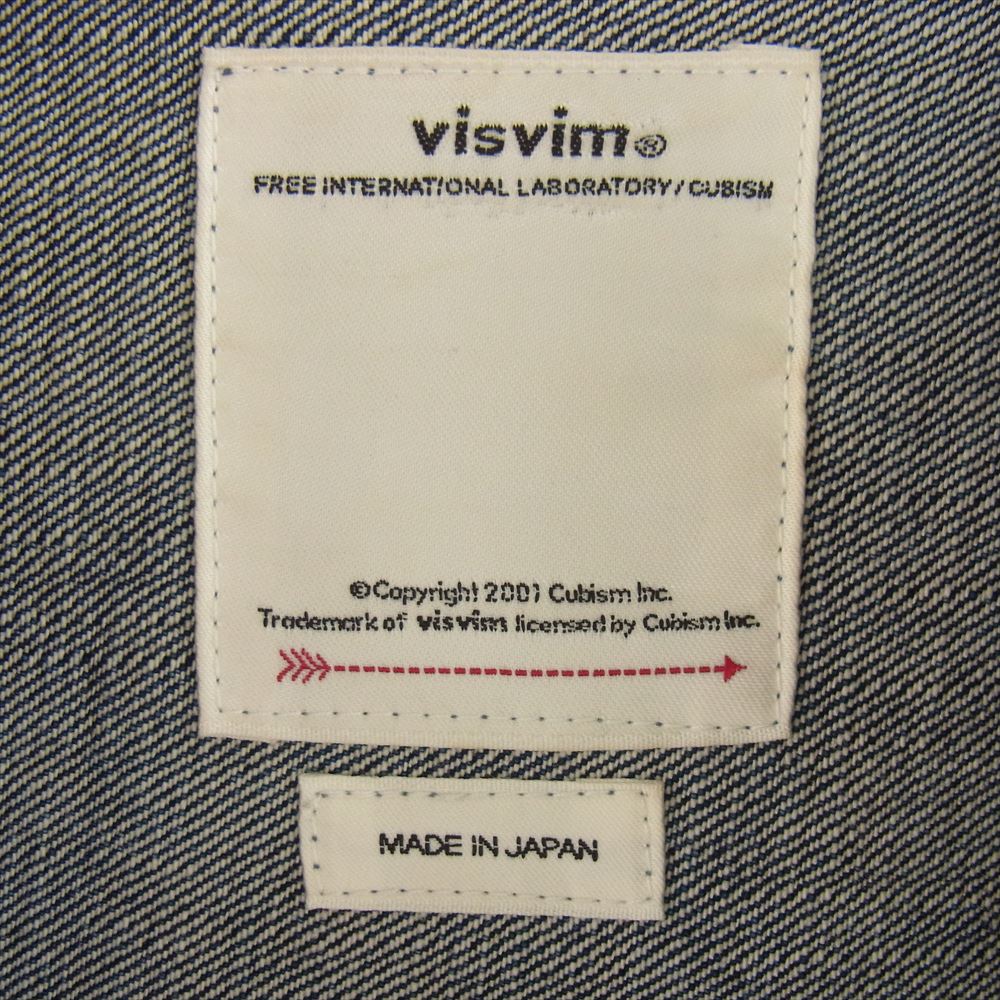 visvim®
FREE INTERNATIONAL LABORATORY / CUBISM
©Copyright 2001 Cubism Inc.
Trademark of visvim licensed by Cubism Inc.
MADE IN JAPAN